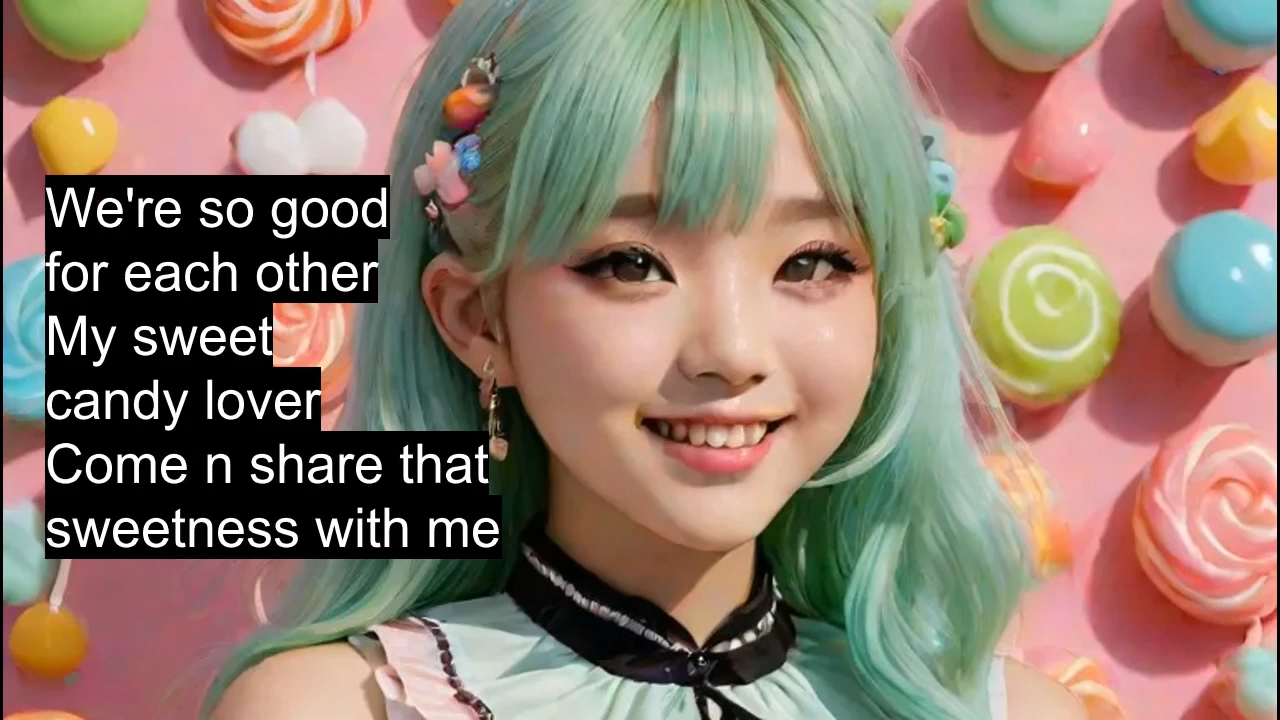 We're so good
for each other
My sweet
candy lover
Come n share that
sweetness with me